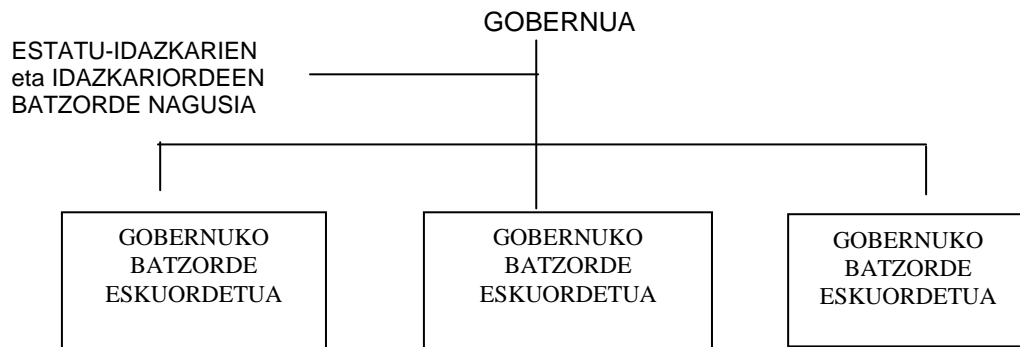 GOBERNUA
ESTATU-IDAZKARIEN
eta IDAZKARIORDEEN
BATZORDE NAGUSIA
GOBERNUKO
BATZORDE
ESKUORDETUA
GOBERNUKO
BATZORDE
ESKUORDETUA
GOBERNUKO
BATZORDE
ESKUORDETUA